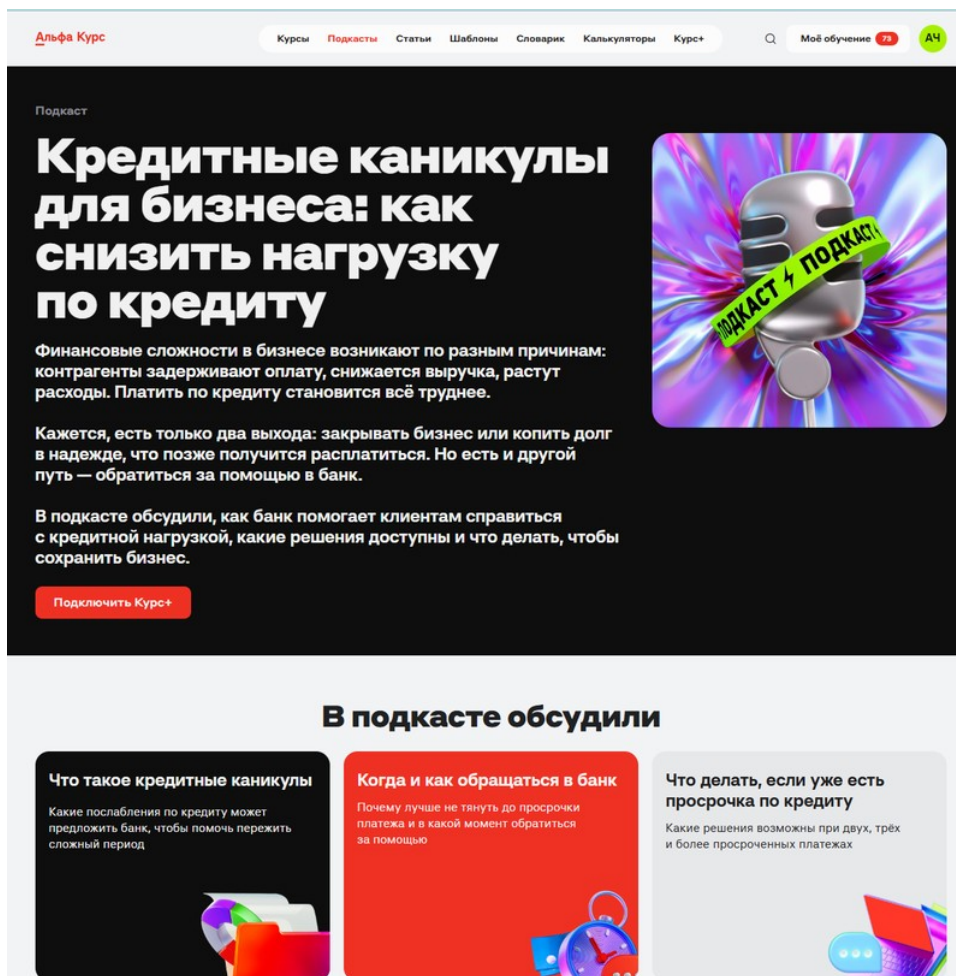 Альфа Курс
Курсы Подкасты Статьи Шаблоны Словарик Калькуляторы Курс+
Моё обучение 73
АЧ
Подкаст
Кредитные каникулы
для бизнеса: как
снизить нагрузку
по кредиту
ПОДКАСТ ПОДКАСТ
Финансовые сложности в бизнесе возникают по разным причинам:
контрагенты задерживают оплату, снижается выручка, растут
расходы. Платить по кредиту становится всё труднее.
Кажется, есть только два выхода: закрывать бизнес или копить долг
в надежде, что позже получится расплатиться. Но есть и другой
путь — обратиться за помощью в банк.
В подкасте обсудили, как банк помогает клиентам справиться
с кредитной нагрузкой, какие решения доступны и что делать, чтобы
сохранить бизнес.
Подключить Курс+
В подкасте обсудили
Что такое кредитные каникулы
Какие послабления по кредиту может
предложить банк, чтобы помочь пережить
сложный период
Когда и как обращаться в банк
Почему лучше не тянуть до просрочки
платежа и в какой момент обратиться
за помощью
Что делать, если уже есть
просрочка по кредиту
Какие решения возможны при двух, трёх
и более просроченных платежах